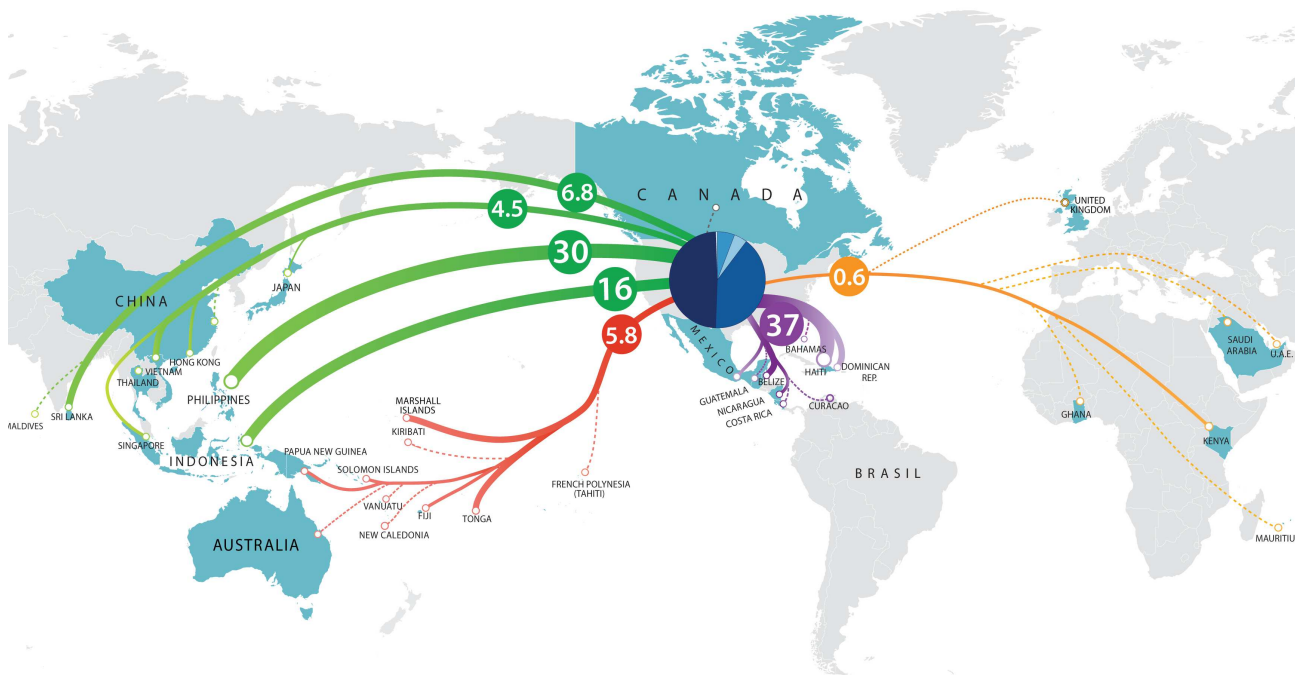 CANADA
6.8
4.5
30
16
5.8
37
0.6
UNITED
KINGDOM
CHINA
JAPAN
HONG KONG
VIETNAM
THAILAND
MALDIVES
SRI LANKA
SINGAPORE
PHILIPPINES
INDONESIA
MEXICO
BAHAMAS
HAITI
DOMINICAN
REP.
GUATEMALA
BELIZE
NICARAGUA
COSTA RICA
CURACAO
MARSHALL
ISLANDS
KIRIBATI
PAPUA NEW GUINEA
SOLOMON ISLANDS
VANUATU
FIJI
NEW CALEDONIA
TONGA
FRENCH POLYNESIA
(TAHITI)
AUSTRALIA
BRASIL
SAUDI
ARABIA
U.A.E.
GHANA
KENYA
MAURITIU